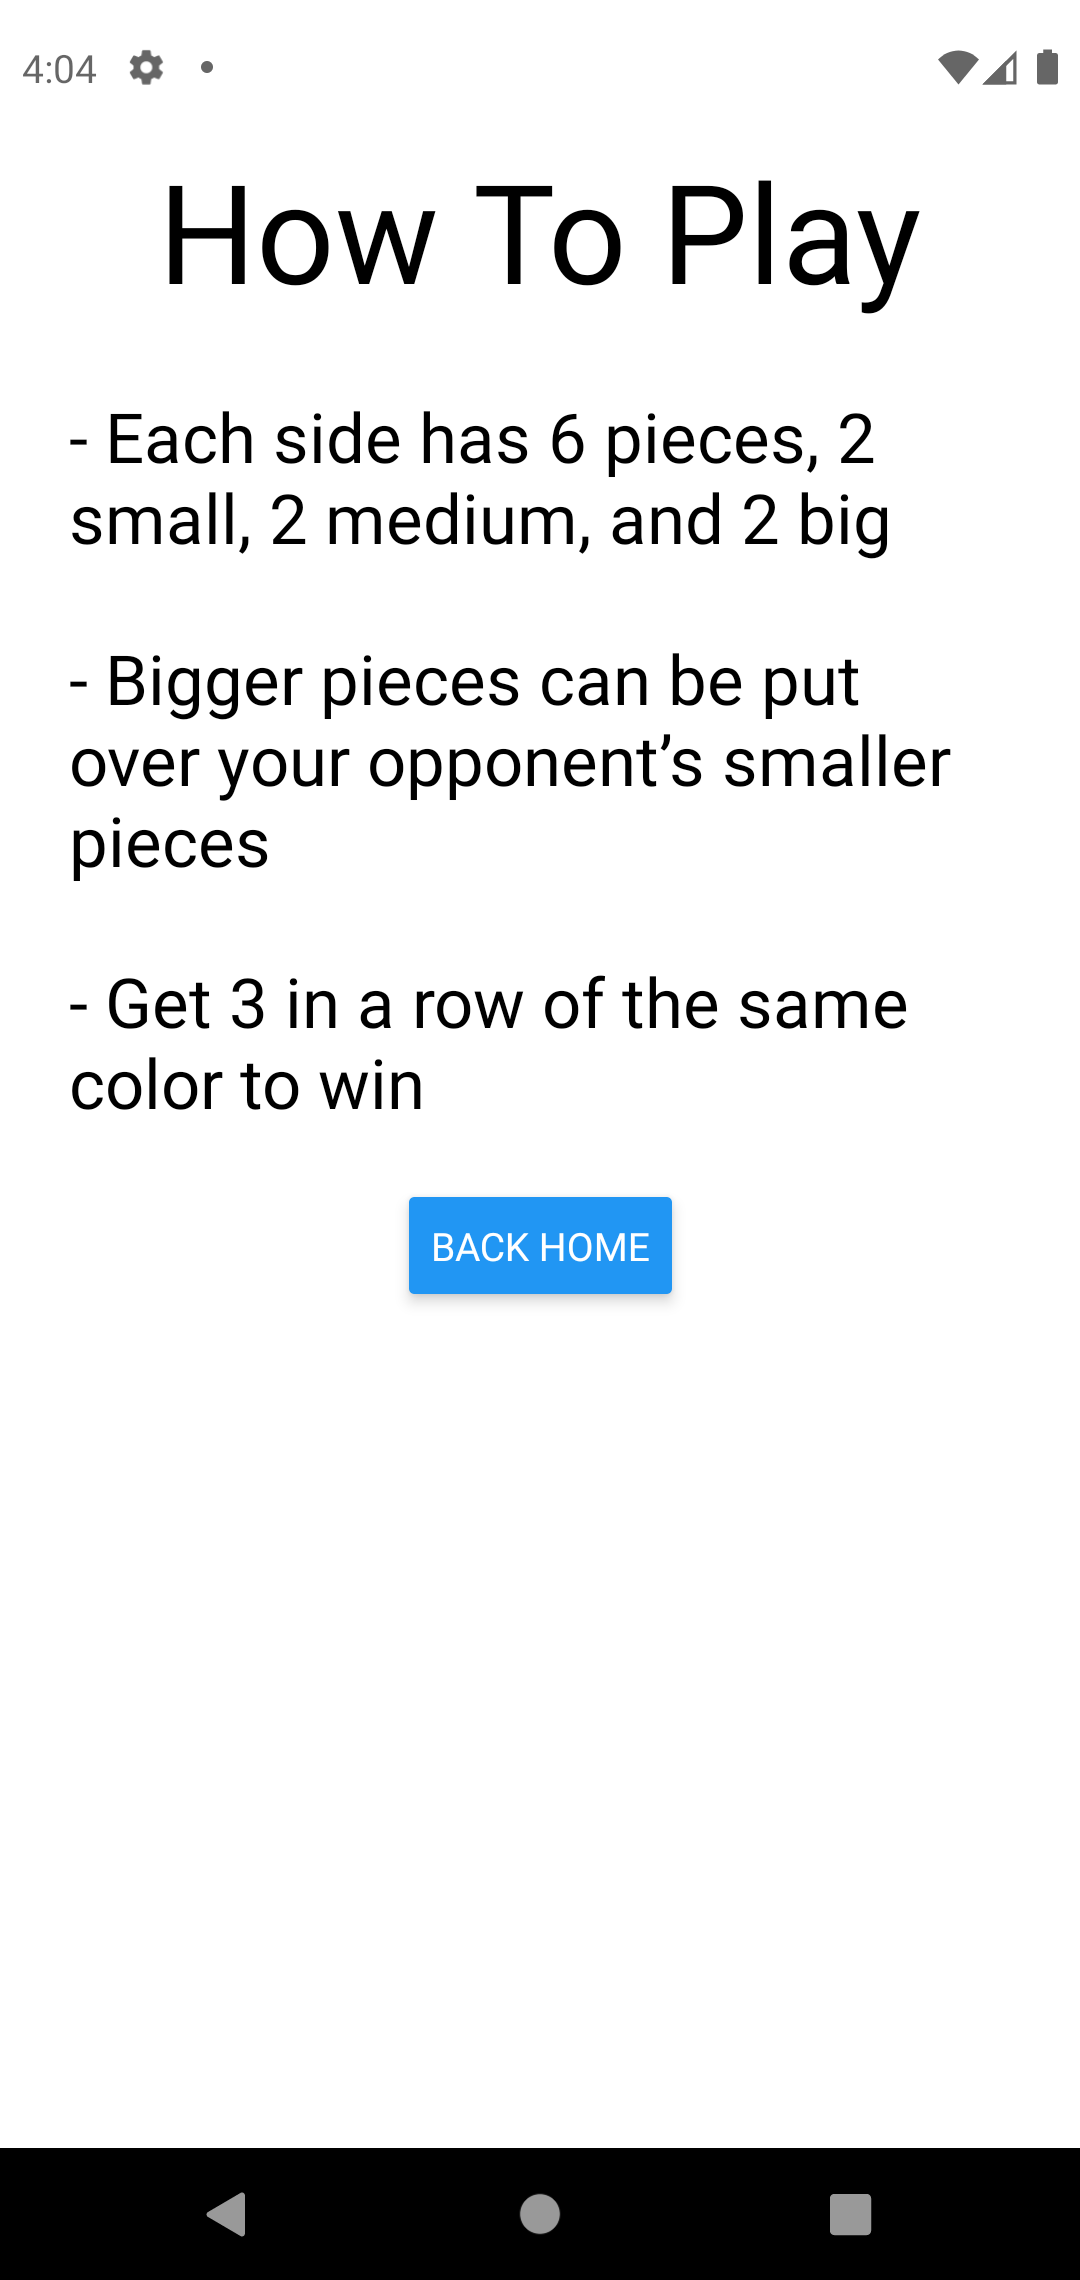 4:04
How To Play
- Each side has 6 pieces, 2
small, 2 medium, and 2 big
- Bigger pieces can be put
over your opponent’s smaller
pieces
- Get 3 in a row of the same
color to win
BACK HOME